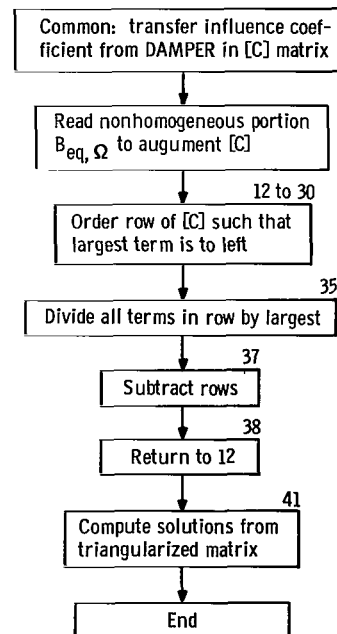 Common: transfer influence coef-
ficient from DAMPER in [C] matrix
Read nonhomogeneous portion
B_eq, Ω to augument [C]
12 to 30
Order row of [C] such that
largest term is to left
35
Divide all terms in row by largest
37
Subtract rows
38
Return to 12
41
Compute solutions from
triangularized matrix
End